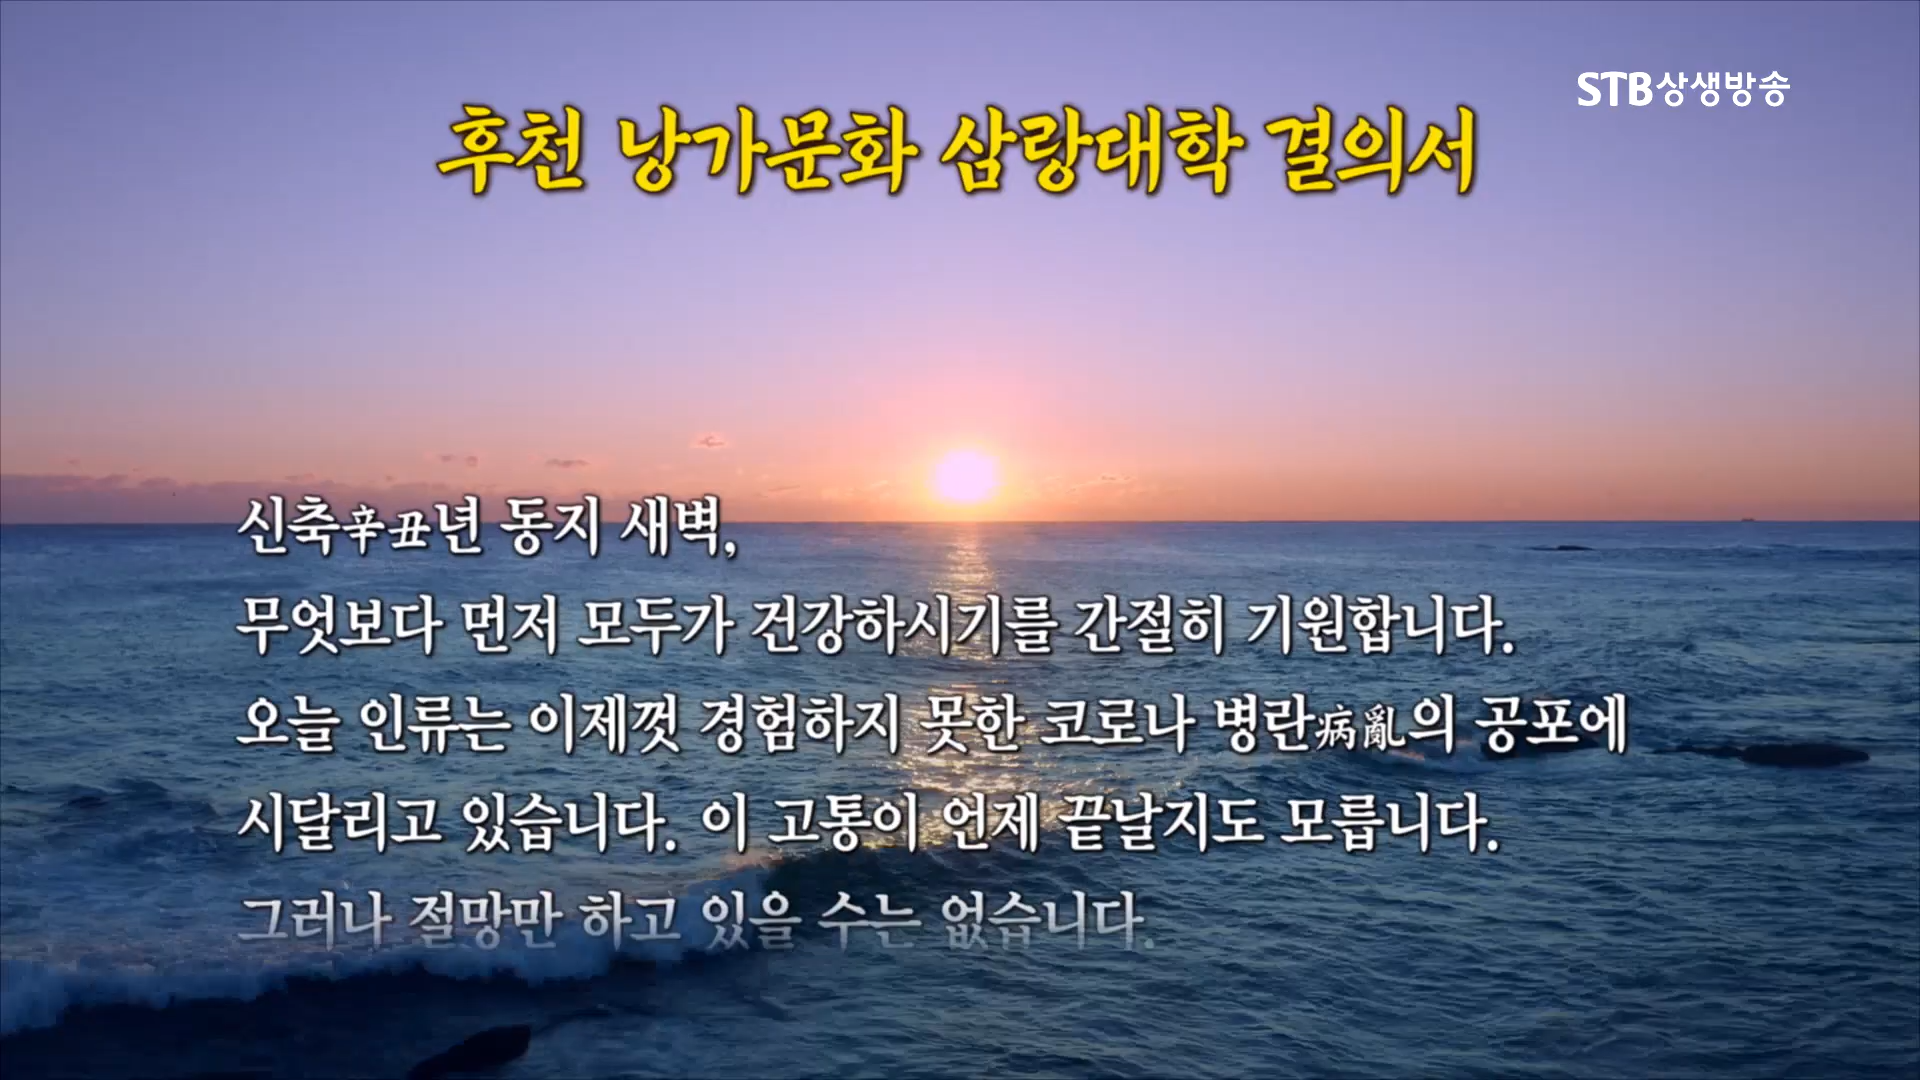 STB상생방송
후천 낭가문화 삼랑대학 결의서
신축辛丑년 동지 새벽,
무엇보다 먼저 모두가 건강하시기를 간절히 기원합니다.
오늘 인류는 이제껏 경험하지 못한 코로나 병란病亂의 공포에
시달리고 있습니다. 이 고통이 언제 끝날지도 모릅니다.
그러나 절망만 하고 있을 수는 없습니다.